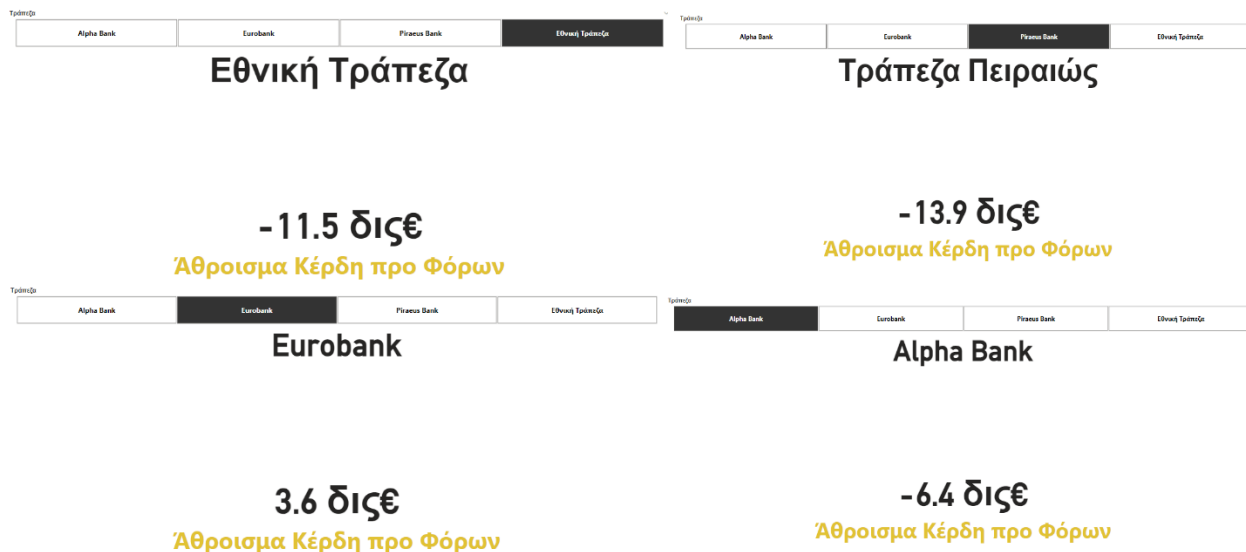 Τράπεζα
Alpha Bank Eurobank Piraeus Bank Εθνική Τράπεζα
Εθνική Τράπεζα
-11.5 δις€
Άθροισμα Κέρδη προ Φόρων
Τράπεζα
Alpha Bank Eurobank Piraeus Bank Εθνική Τράπεζα
Τράπεζα Πειραιώς
-13.9 δις€
Άθροισμα Κέρδη προ Φόρων
Τράπεζα
Alpha Bank Eurobank Piraeus Bank Εθνική Τράπεζα
Eurobank
3.6 δις€
Άθροισμα Κέρδη προ Φόρων
Τράπεζα
Alpha Bank Eurobank Piraeus Bank Εθνική Τράπεζα
Alpha Bank
-6.4 δις€
Άθροισμα Κέρδη προ Φόρων